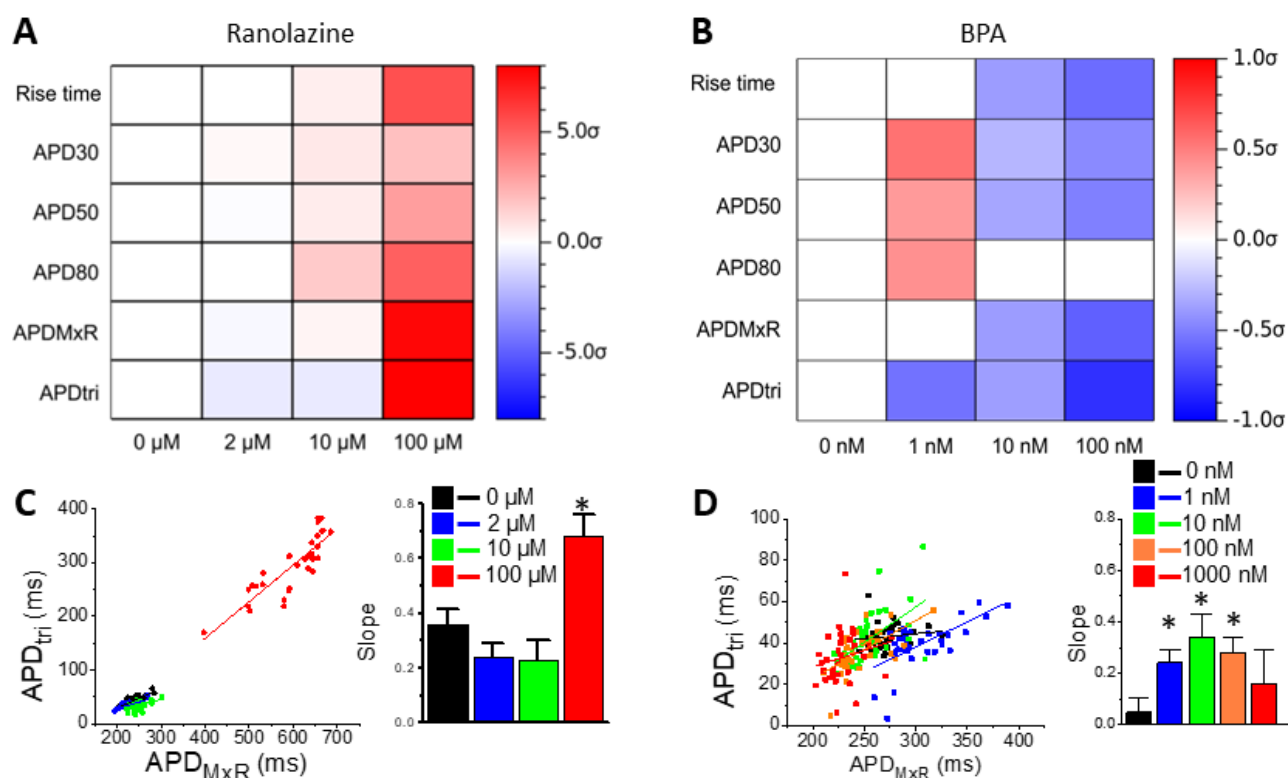 A
Ranolazine
Rise time
APD30
APD50
APD80
APDMxR
APDtri
0 µM 2 µM 10 µM 100 µM
5.0σ
0.0σ
-5.0σ
B
BPA
Rise time
APD30
APD50
APD80
APDMxR
APDtri
0 nM 1 nM 10 nM 100 nM
1.0σ
0.5σ
0.0σ
-0.5σ
-1.0σ
C
APDtri (ms)
400
300
200
100
0
200 300 400 500 600 700
APDMxR (ms)
Slope
0.8
0.6
0.4
0.2
0.0
0 µM
2 µM
10 µM
100 µM
*
D
APDtri (ms)
100
80
60
40
20
0
200 250 300 350 400
APDMxR (ms)
Slope
0.8
0.6
0.4
0.2
0.0
0 nM
1 nM
10 nM
100 nM
1000 nM
* * *